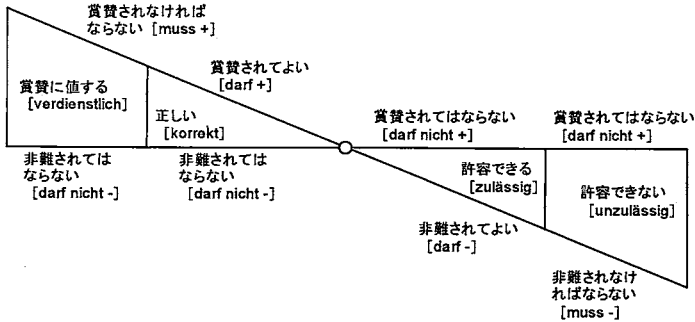 賞賛されなければ
ならない [muss +]
賞賛に値する
[verdienstlich]
賞賛されてよい
[darf +]
正しい
[korrekt]
非難されては
ならない
[darf nicht -]
非難されては
ならない
[darf nicht -]
賞賛されてはならない
[darf nicht +]
賞賛されてはならない
[darf nicht +]
許容できる
[zulässig]
許容できない
[unzulässig]
非難されてよい
[darf -]
非難されなけ
ればならない
[muss -]